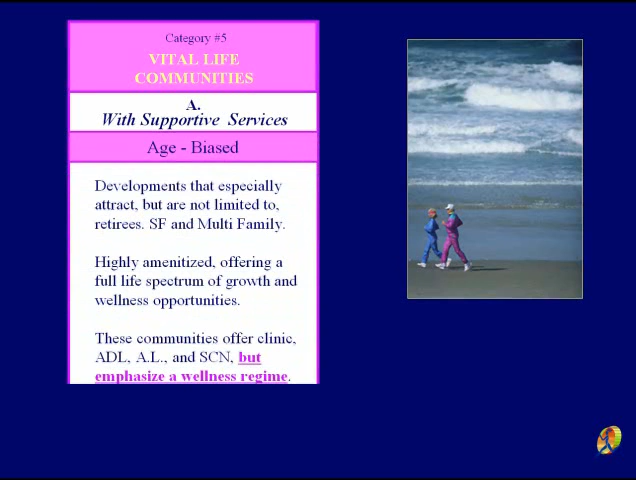 Category #5
VITAL LIFE
COMMUNITIES
A.
With Supportive Services
Age - Biased
Developments that especially
attract, but are not limited to,
retirees. SF and Multi Family.
Highly amenitized, offering a
full life spectrum of growth and
wellness opportunities.
These communities offer clinic,
ADL, A.L., and SCN, but
emphasize a wellness regime.